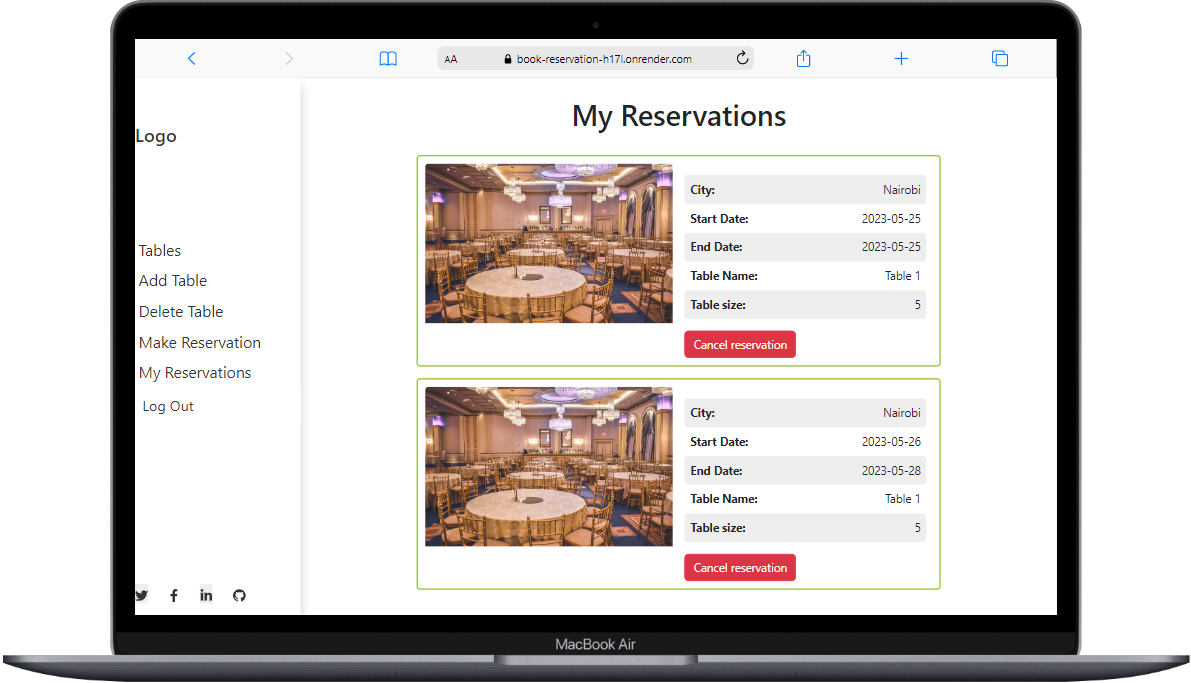 AA book-reservation-h17l.onrender.com
Logo
Tables
Add Table
Delete Table
Make Reservation
My Reservations
Log Out
My Reservations
City: Nairobi
Start Date: 2023-05-25
End Date: 2023-05-25
Table Name: Table 1
Table size: 5
Cancel reservation
City: Nairobi
Start Date: 2023-05-26
End Date: 2023-05-28
Table Name: Table 1
Table size: 5
Cancel reservation
MacBook Air